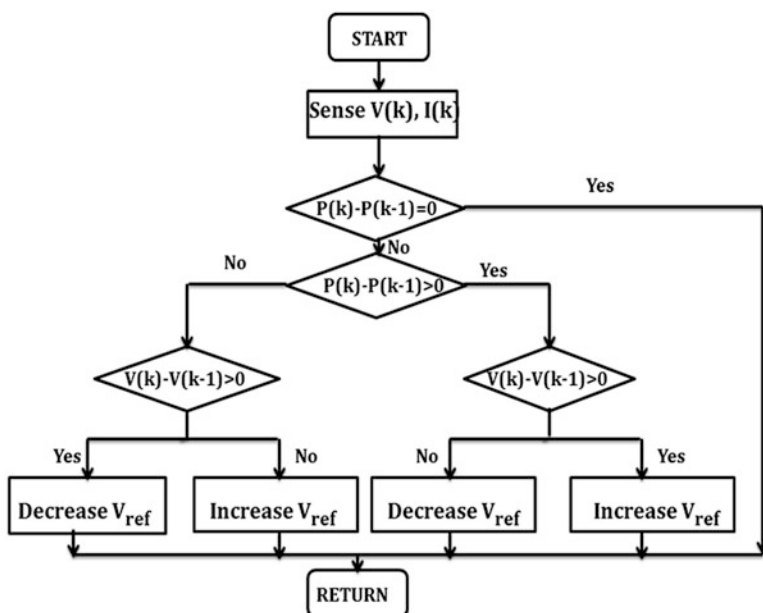 START
Sense V(k), I(k)
P(k)-P(k-1)=0
Yes
No
P(k)-P(k-1)>0
No
Yes
V(k)-V(k-1)>0
V(k)-V(k-1)>0
Yes
No
No
Yes
Decrease Vref
Increase Vref
Decrease Vref
Increase Vref
RETURN